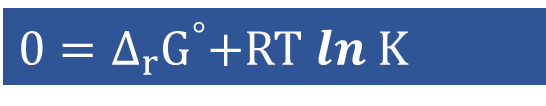 0 = ΔᵣG°+RT ln K